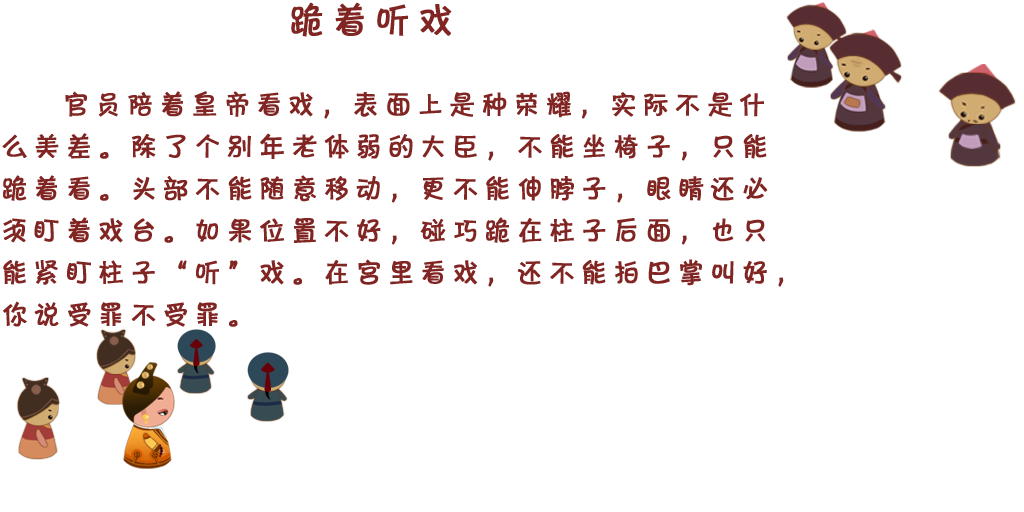 跪着听戏
官员陪着皇帝看戏，表面上是种荣耀，实际不是什
么美差。除了个别年老体弱的大臣，不能坐椅子，只能
跪着看。头部不能随意移动，更不能伸脖子，眼睛还必
须盯着戏台。如果位置不好，碰巧跪在柱子后面，也只
能紧盯柱子“听”戏。在宫里看戏，还不能拍巴掌叫好，
你说受罪不受罪。